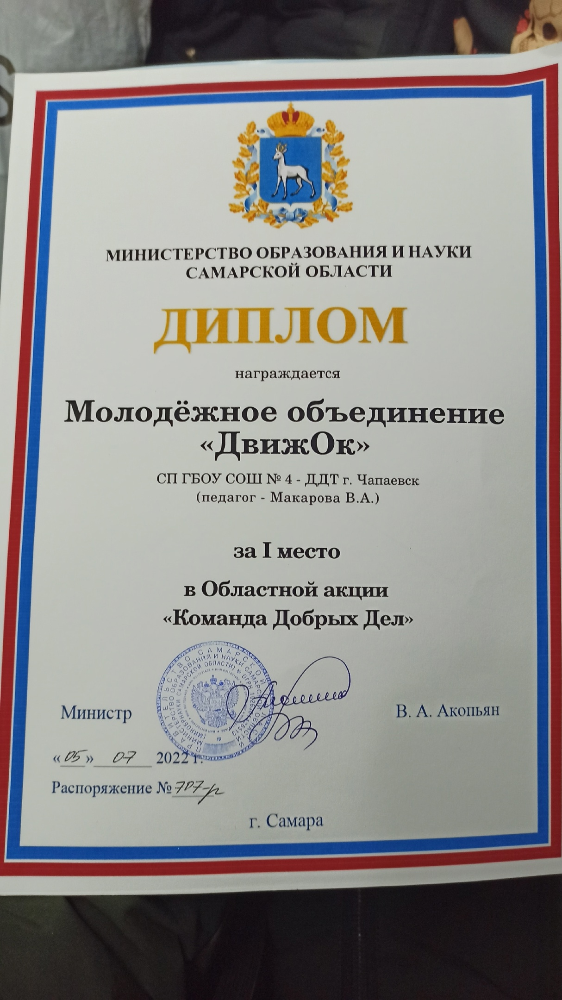 МИНИСТЕРСТВО ОБРАЗОВАНИЯ И НАУКИ
САМАРСКОЙ ОБЛАСТИ
ДИПЛОМ
награждается
Молодёжное объединение
«ДвижОк»
СП ГБОУ СОШ № 4 - ДДТ г. Чапаевск
(педагог - Макарова В.А.)
за I место
в Областной акции
«Команда Добрых Дел»
ПРАВИТЕЛЬСТВО САМАРСКОЙ ОБЛАСТИ
МИНИСТЕРСТВО ОБРАЗОВАНИЯ И НАУКИ САМАРСКОЙ ОБЛАСТИ
(МИНОБРНАУКИ САМАРСКОЙ ОБЛАСТИ) * ОГРН
Министр
В. А. Акопьян
«05» 07 2022 г.
Распоряжение № 707-р
г. Самара